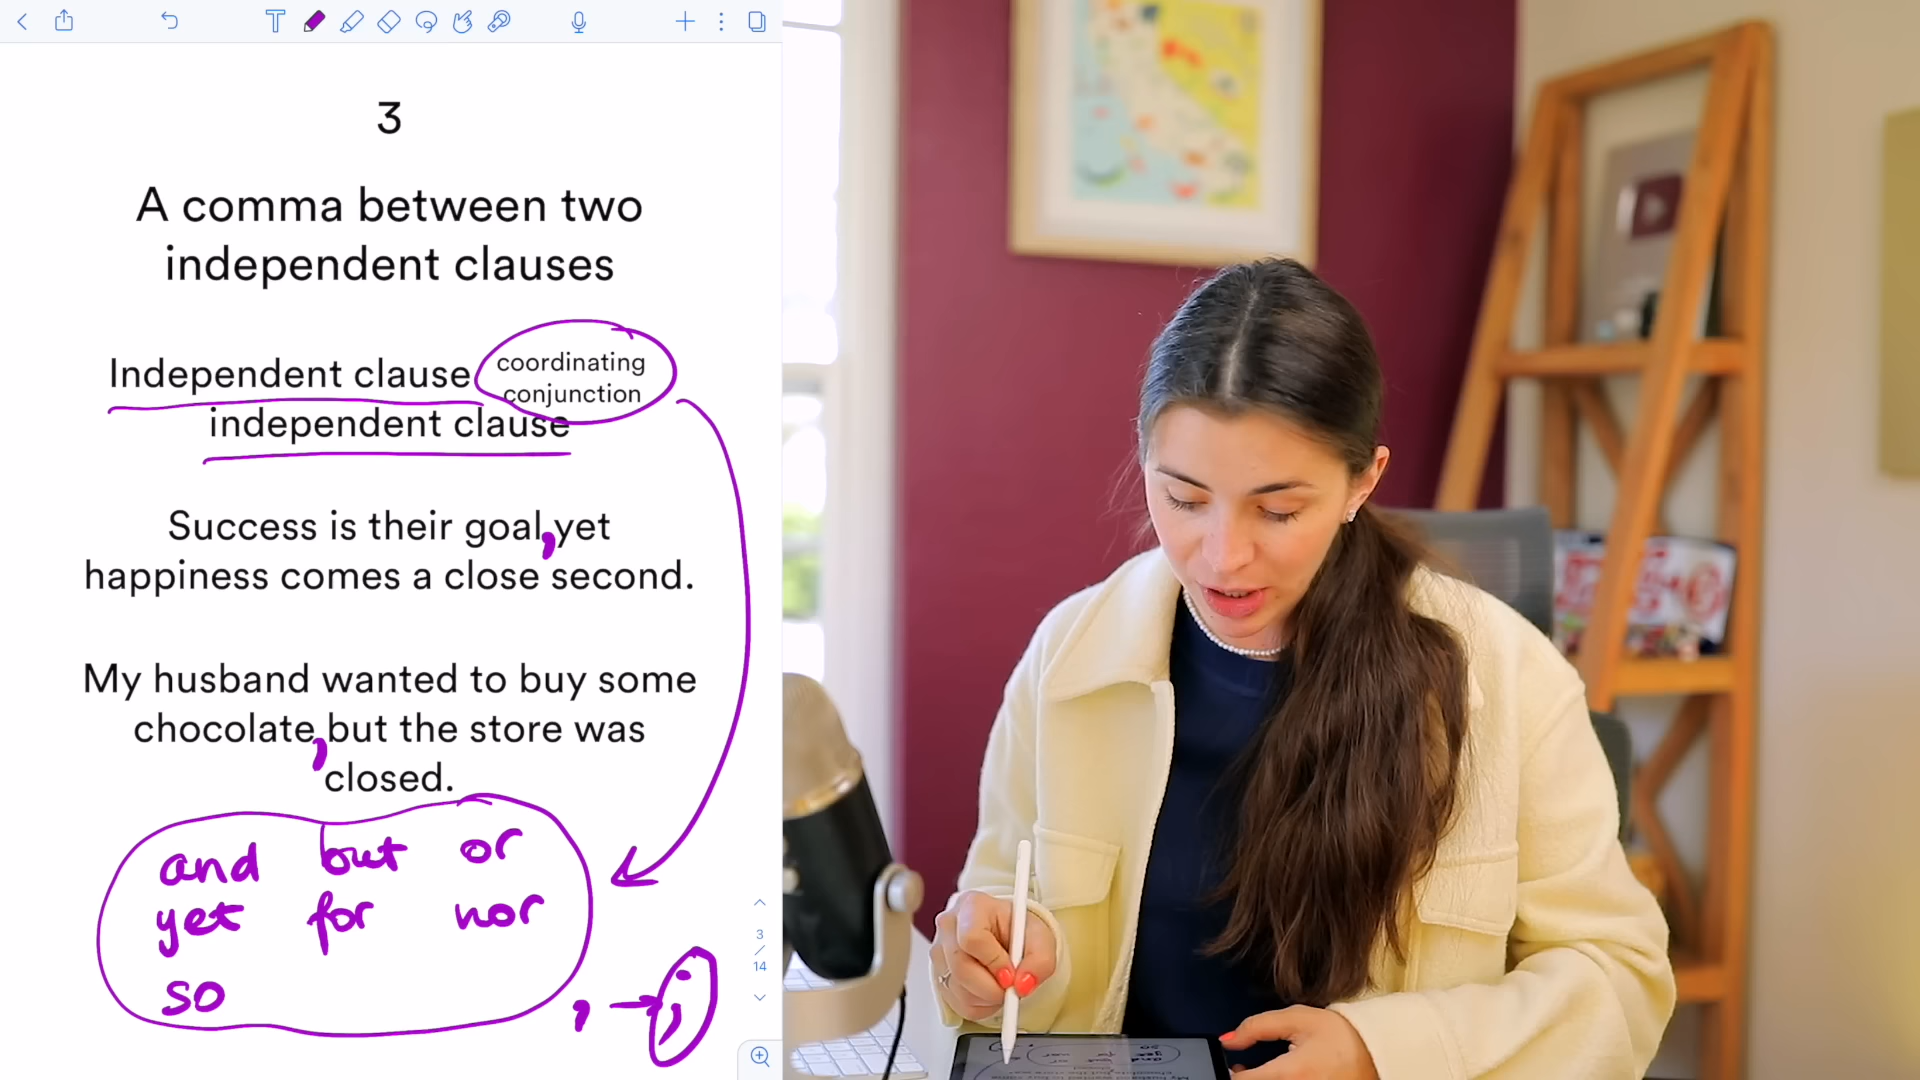 3
A comma between two
independent clauses
Independent clause coordinating
conjunction
independent clause
Success is their goal, yet
happiness comes a close second.
My husband wanted to buy some
chocolate, but the store was
closed.
and but or
yet for nor
so
, → ;
3
/
14